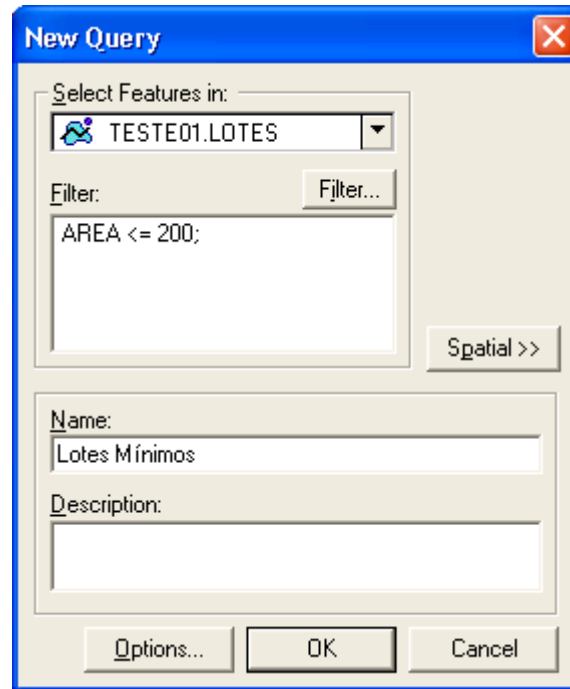 New Query
Select Features in:
TESTE01.LOTES
Filter:
Filter...
AREA <= 200;
Spatial >>
Name:
Lotes Mínimos
Description:
Options...
OK
Cancel